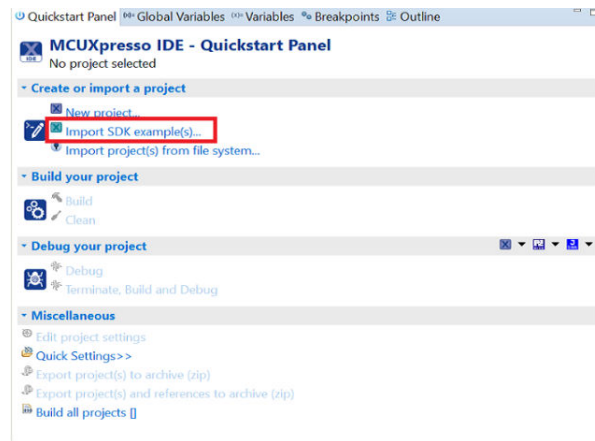 Quickstart Panel Global Variables Variables Breakpoints Outline
MCUXpresso IDE - Quickstart Panel
No project selected
Create or import a project
New project...
Import SDK example(s)...
Import project(s) from file system...
Build your project
Build
Clean
Debug your project
Debug
Terminate, Build and Debug
Miscellaneous
Edit project settings
Quick Settings>>
Export project(s) to archive (zip)
Export project(s) and references to archive (zip)
Build all projects []